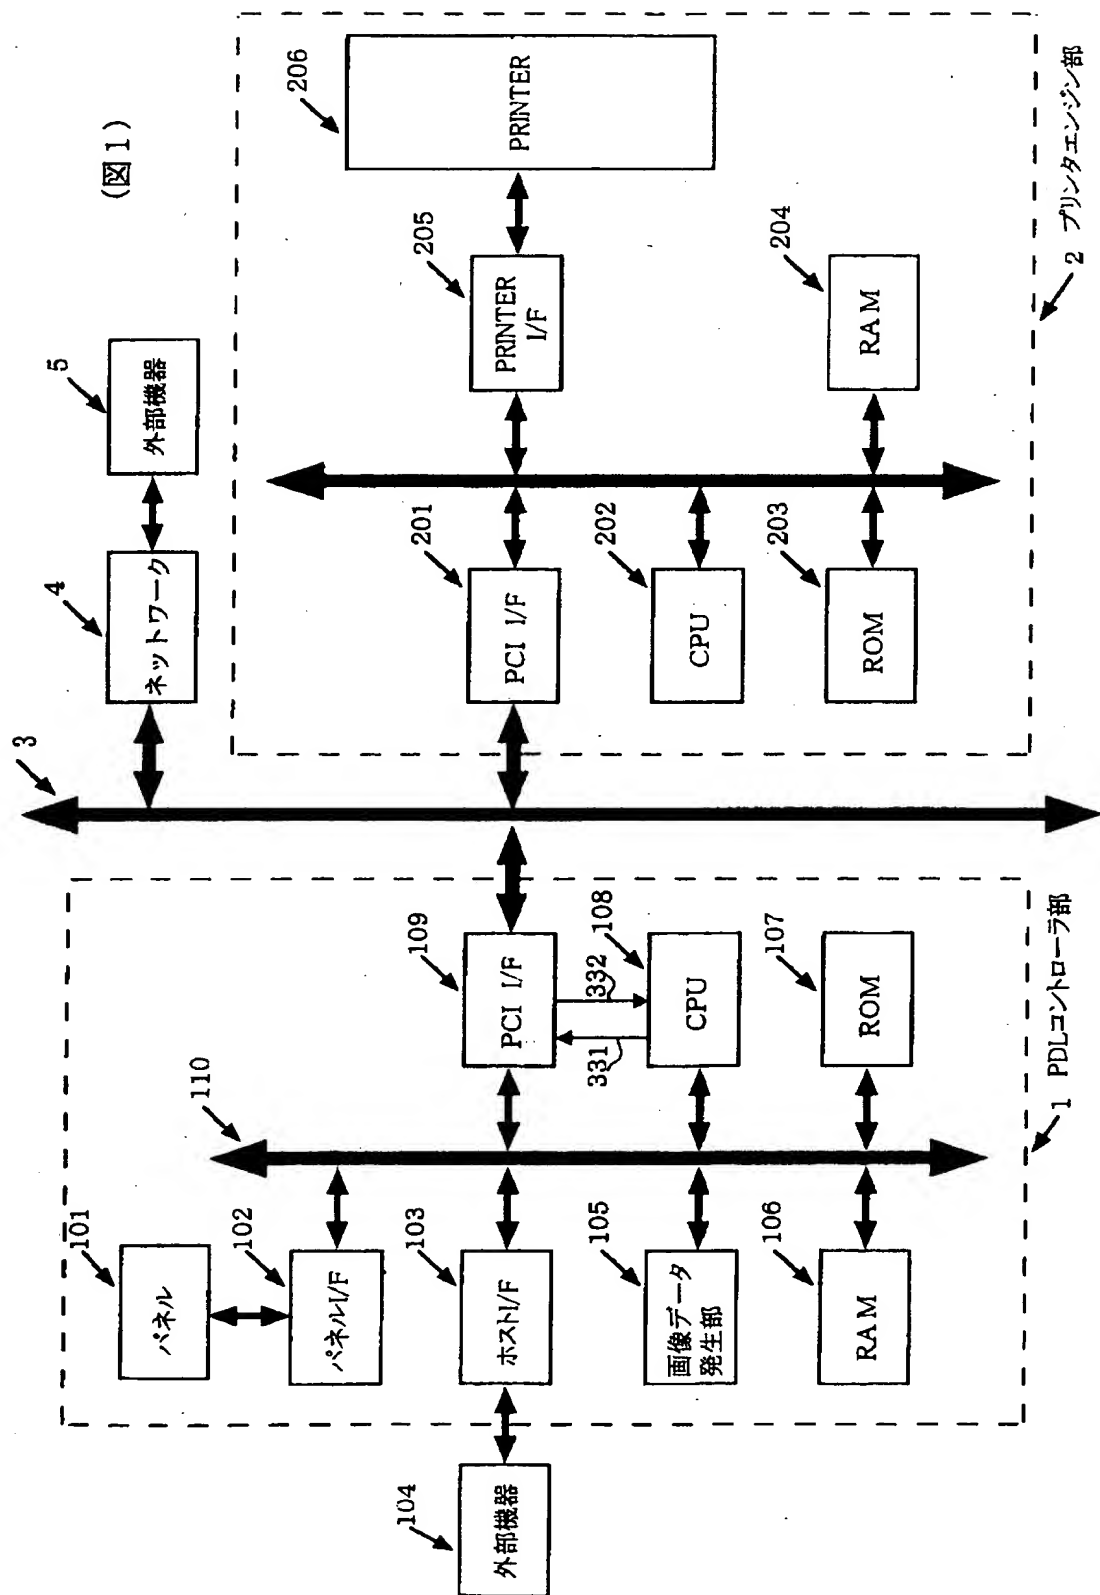 (図1)
104
外部機器
101
パネル
102
パネルI/F
103
ホストI/F
105
画像データ
発生部
106
RAM
110
109
PCI I/F
331
332
108
CPU
107
ROM
1 PDLコントローラ部
3
4
ネットワーク
5
外部機器
201
PCI I/F
202
CPU
203
ROM
205
PRINTER
I/F
204
RAM
206
PRINTER
2 プリンタエンジン部